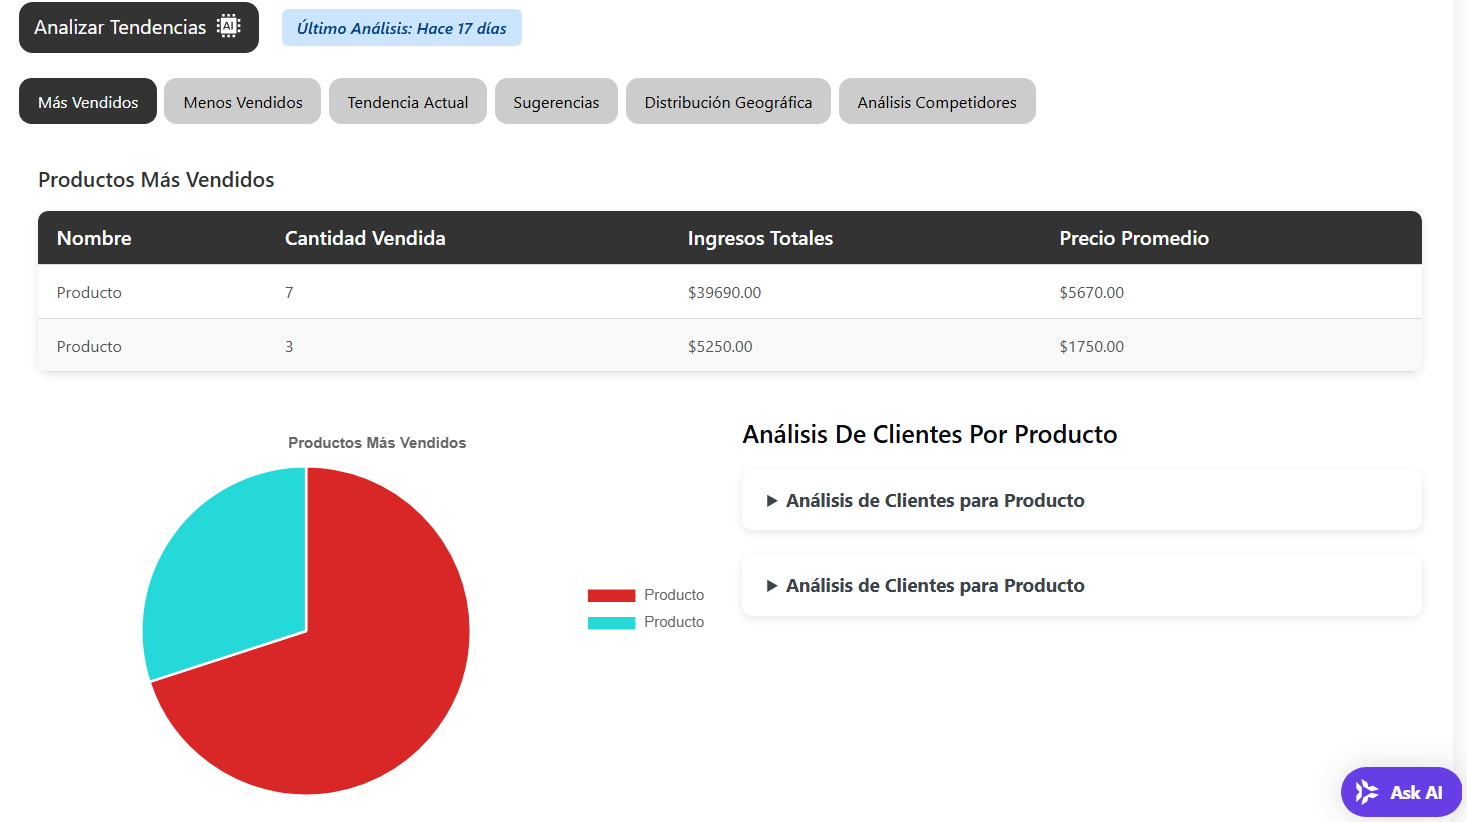 Analizar Tendencias AI
Último Análisis: Hace 17 días
Más Vendidos
Menos Vendidos
Tendencia Actual
Sugerencias
Distribución Geográfica
Análisis Competidores
Productos Más Vendidos
Nombre Cantidad Vendida Ingresos Totales Precio Promedio
Producto 7 $39690.00 $5670.00
Producto 3 $5250.00 $1750.00
Productos Más Vendidos
Producto
Producto
Análisis De Clientes Por Producto
Análisis de Clientes para Producto
Análisis de Clientes para Producto
Ask AI